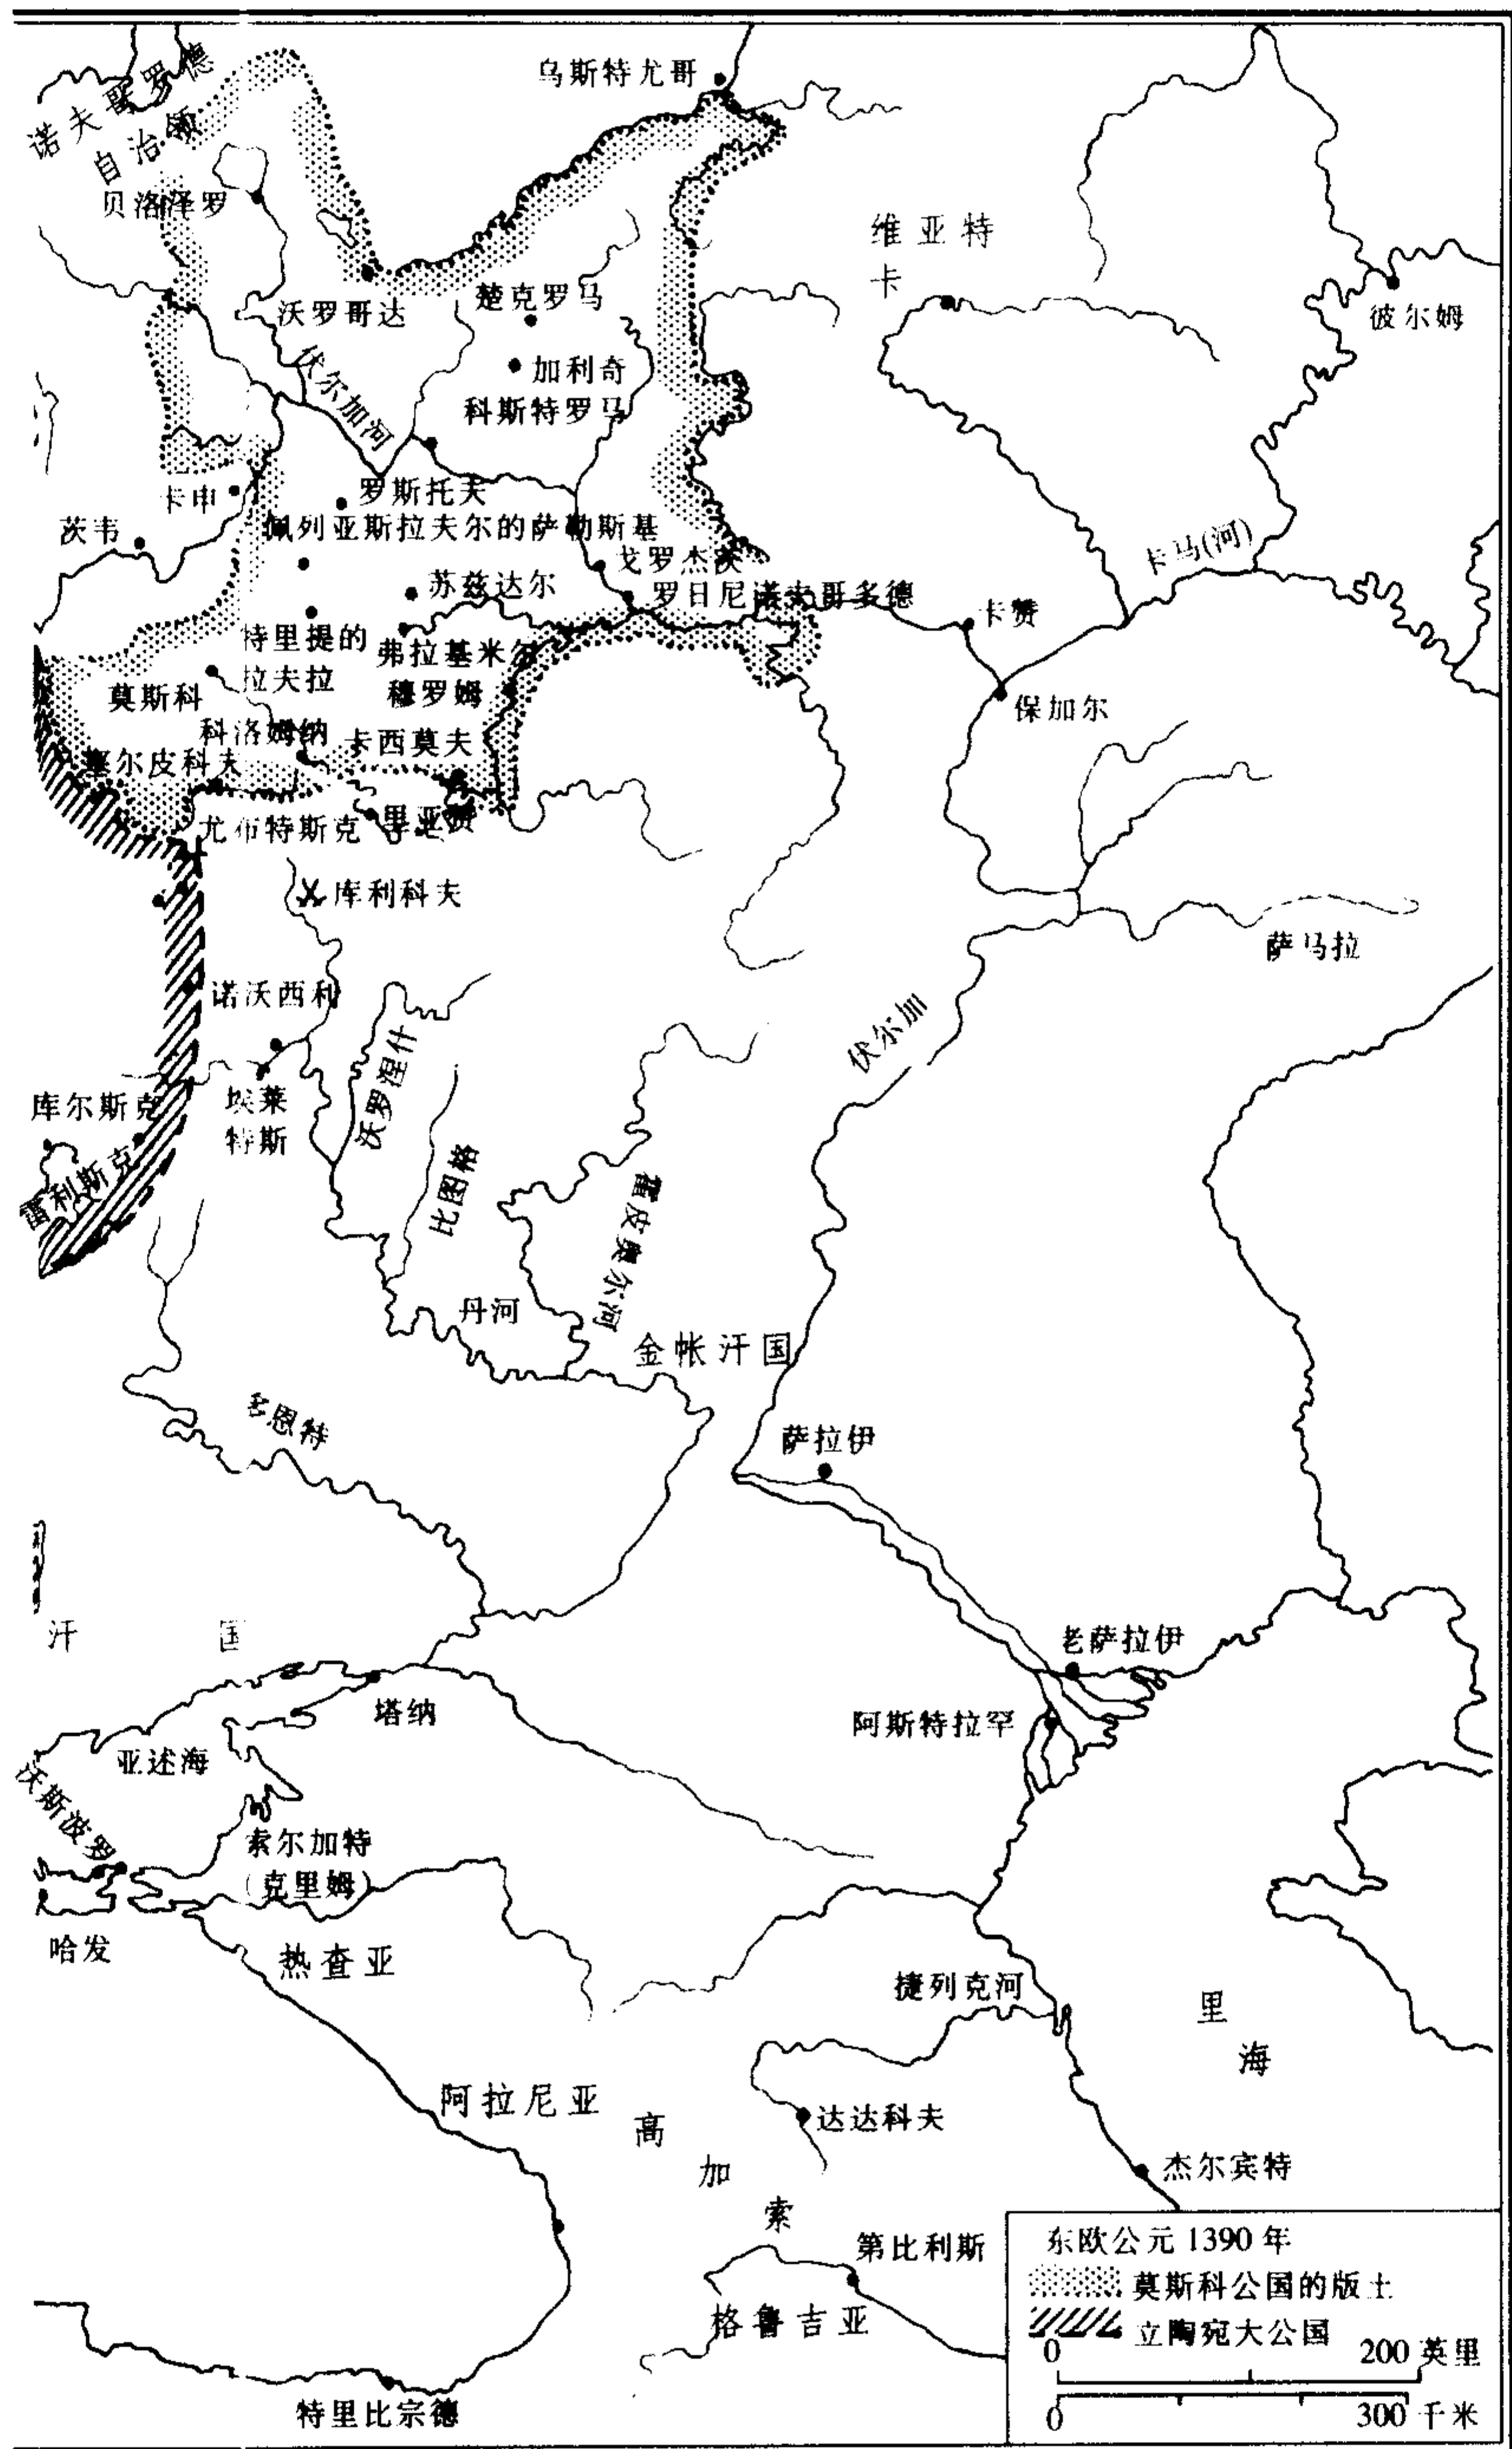 诺夫哥罗德
自治领
乌斯特尤哥
贝洛泽罗
维亚特
卡
彼尔姆
沃罗哥达
楚克罗马
加利奇
伏尔加河
科斯特罗马
卡申
罗斯托夫
茨韦
佩列亚斯拉夫尔的萨勒斯基
卡马(河)
戈罗杰茨
苏兹达尔
罗日尼诺夫哥多德
卡赞
特里提的
拉夫拉
弗拉基米尔
莫斯科
穆罗姆
保加尔
科洛姆纳
卡西莫夫
塞尔皮科夫
尤布特斯克
里亚赞
库利科夫
萨马拉
诺沃西利
伏尔加
沃罗涅什
库尔斯克
埃莱
特斯
雷利斯克
比图格
霍皮奥尔河
丹河
金帐汗国
多恩特
萨拉伊
汗国
老萨拉伊
塔纳
阿斯特拉罕
亚述海
沃斯波罗
索尔加特
(克里姆)
哈发
热查亚
捷列克河
里
海
阿拉尼亚
高
加
索
达达科夫
杰尔宾特
第比利斯
格鲁吉亚
特里比宗德
东欧公元1390年
莫斯科公国的版土
立陶宛大公国
0 200英里
0 300千米